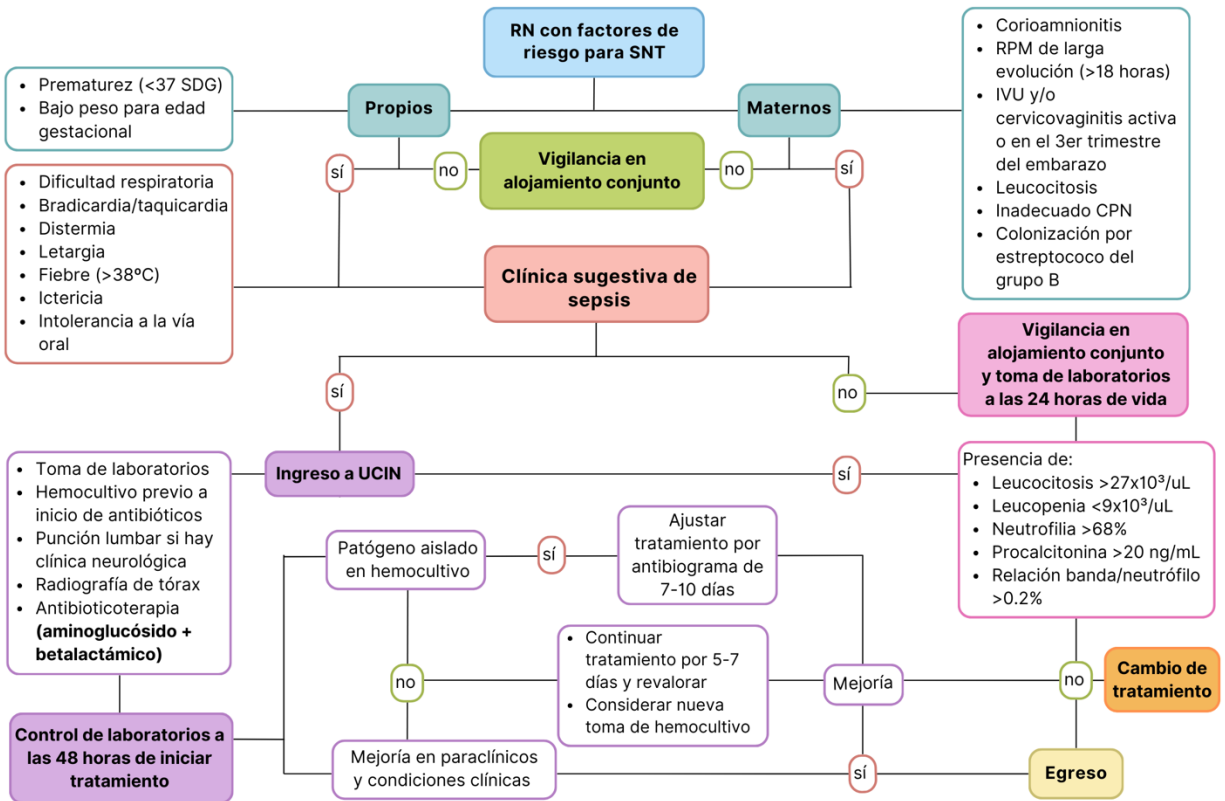 RN con factores de
riesgo para SNT
• Prematurez (<37 SDG)
• Bajo peso para edad
gestacional
Propios
Maternos
• Corioamnionitis
• RPM de larga
evolución (>18 horas)
• IVU y/o
cervicovaginitis activa
o en el 3er trimestre
del embarazo
• Leucocitosis
• Inadecuado CPN
• Colonización por
estreptococo del
grupo B
sí
no
Vigilancia en
alojamiento conjunto
no
sí
• Dificultad respiratoria
• Bradicardia/taquicardia
• Distermia
• Letargia
• Fiebre (>38ºC)
• Ictericia
• Intolerancia a la vía
oral
Clínica sugestiva de
sepsis
sí
no
Vigilancia en
alojamiento conjunto
y toma de laboratorios
a las 24 horas de vida
Ingreso a UCIN
sí
Presencia de:
• Leucocitosis >27x10³/uL
• Leucopenia <9x10³/uL
• Neutrofilia >68%
• Procalcitonina >20 ng/mL
• Relación banda/neutrófilo
>0.2%
• Toma de laboratorios
• Hemocultivo previo a
inicio de antibióticos
• Punción lumbar si hay
clínica neurológica
• Radiografía de tórax
• Antibioticoterapia
(aminoglucósido +
betalactámico)
Patógeno aislado
en hemocultivo
sí
Ajustar
tratamiento por
antibiograma de
7-10 días
no
• Continuar
tratamiento por 5-7
días y revalorar
• Considerar nueva
toma de hemocultivo
Mejoría
no
Cambio de
tratamiento
Control de laboratorios a
las 48 horas de iniciar
tratamiento
Mejoría en paraclínicos
y condiciones clínicas
sí
Egreso